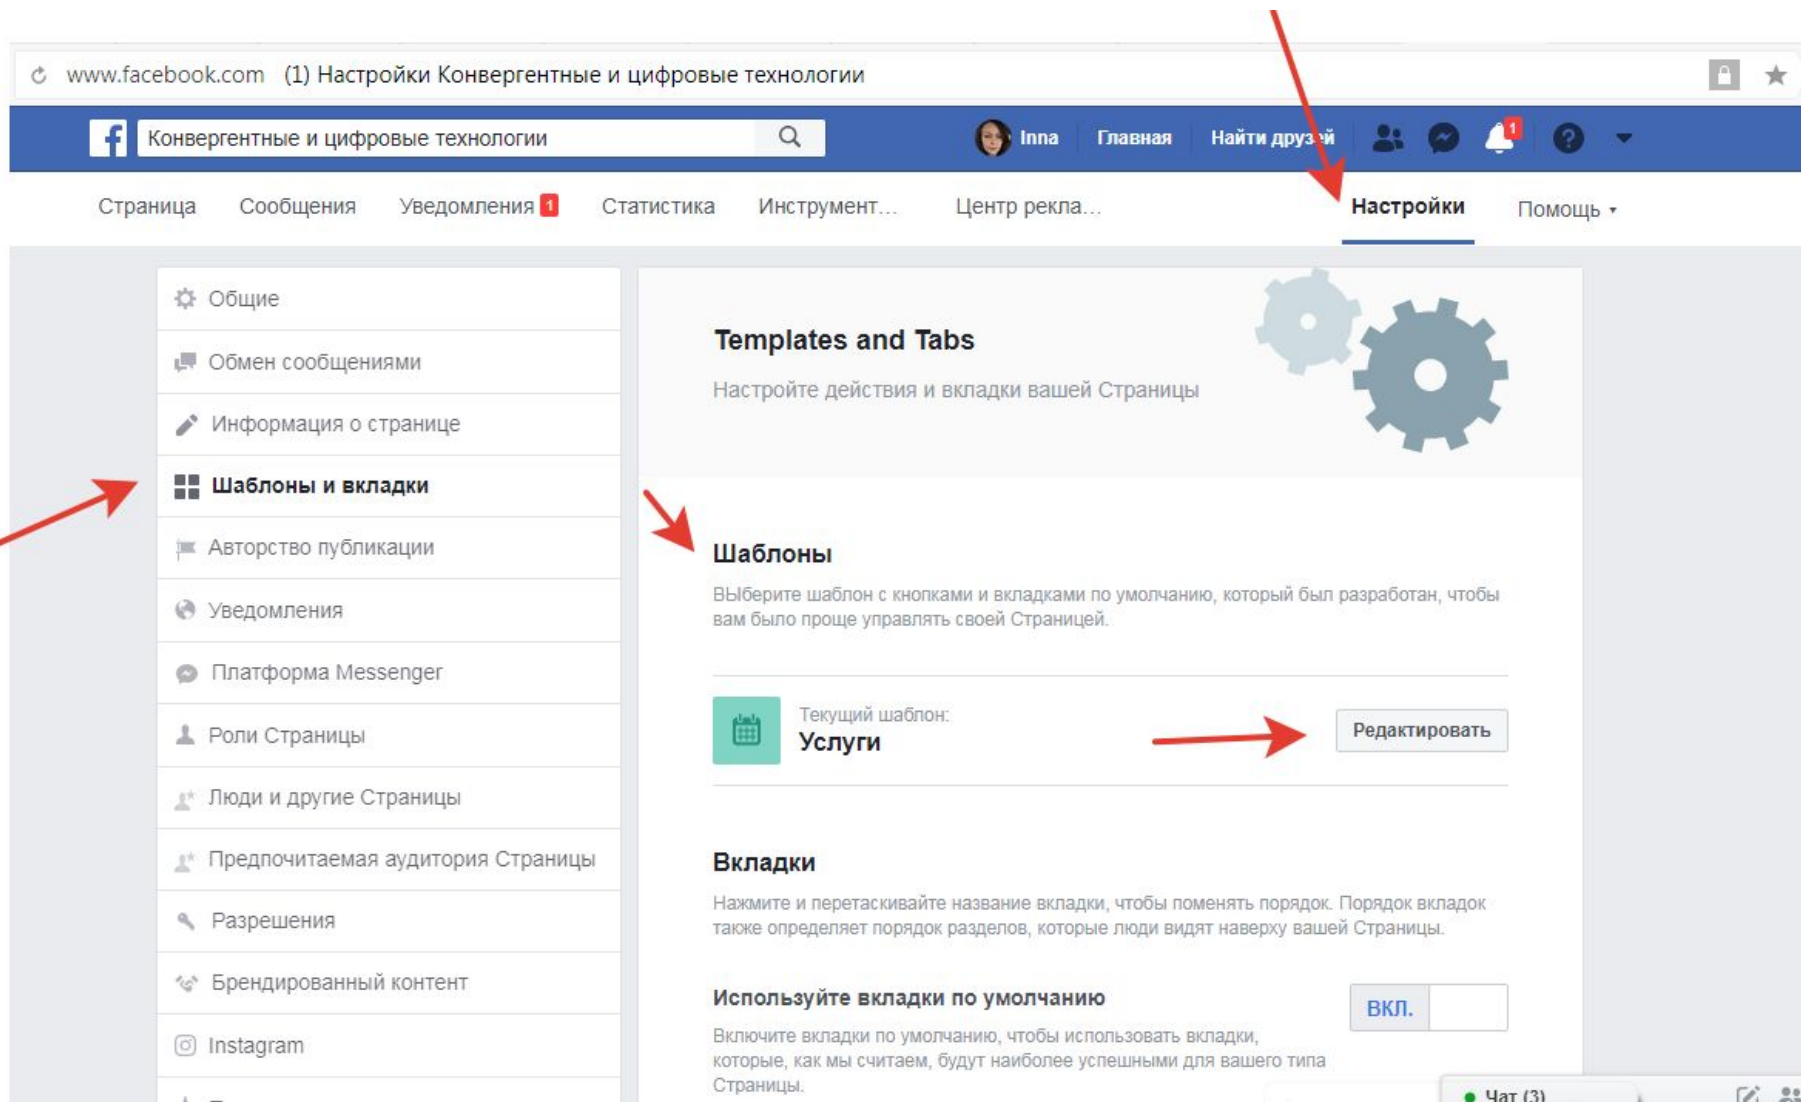 www.facebook.com (1) Настройки Конвергентные и цифровые технологии
f Конвергентные и цифровые технологии Inna Главная Найти друзей 1 ?
Страница Сообщения Уведомления 1 Статистика Инструмент... Центр рекла... Настройки Помощь
Общие
Обмен сообщениями
Информация о странице
Шаблоны и вкладки
Авторство публикации
Уведомления
Платформа Messenger
Роли Страницы
Люди и другие Страницы
Предпочитаемая аудитория Страницы
Разрешения
Брендированный контент
Instagram
Templates and Tabs
Настройте действия и вкладки вашей Страницы
Шаблоны
ВЫберите шаблон с кнопками и вкладками по умолчанию, который был разработан, чтобы
вам было проще управлять своей Страницей.
Текущий шаблон:
Услуги
Редактировать
Вкладки
Нажмите и перетаскивайте название вкладки, чтобы поменять порядок. Порядок вкладок
также определяет порядок разделов, которые люди видят наверху вашей Страницы.
Используйте вкладки по умолчанию
ВКЛ.
Включите вкладки по умолчанию, чтобы использовать вкладки,
которые, как мы считаем, будут наиболее успешными для вашего типа
Страницы.
Чат (3)